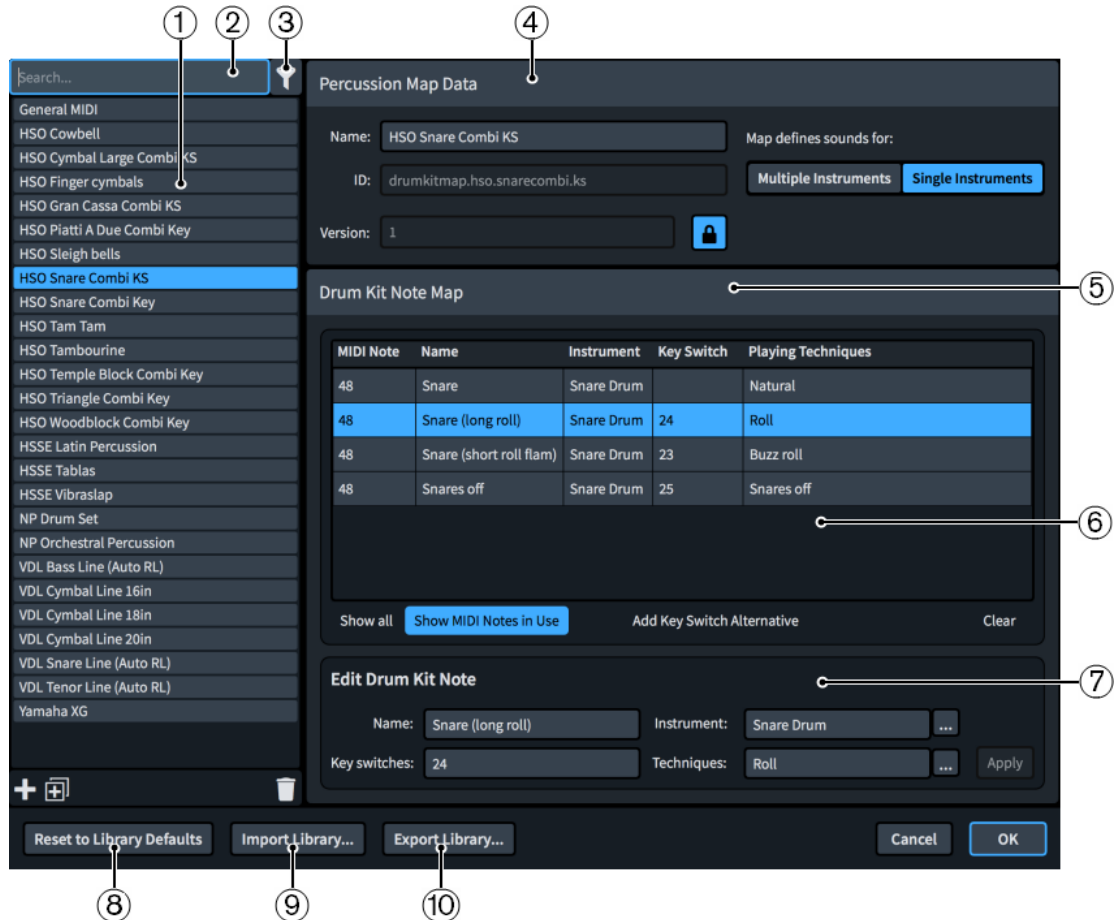 ① ② ③ ④
Search...
General MIDI
HSO Cowbell
HSO Cymbal Large Combi KS
HSO Finger cymbals
HSO Gran Cassa Combi KS
HSO Piatti A Due Combi Key
HSO Sleigh bells
HSO Snare Combi KS
HSO Snare Combi Key
HSO Tam Tam
HSO Tambourine
HSO Temple Block Combi Key
HSO Triangle Combi Key
HSO Woodblock Combi Key
HSSE Latin Percussion
HSSE Tablas
HSSE Vibraslap
NP Drum Set
NP Orchestral Percussion
VDL Bass Line (Auto RL)
VDL Cymbal Line 16in
VDL Cymbal Line 18in
VDL Cymbal Line 20in
VDL Snare Line (Auto RL)
VDL Tenor Line (Auto RL)
Yamaha XG
Percussion Map Data
Name: HSO Snare Combi KS
ID: drumkitmap.hso.snarecombi.ks
Version: 1
Map defines sounds for:
Multiple Instruments Single Instruments
Drum Kit Note Map
⑤
MIDI Note Name Instrument Key Switch Playing Techniques
48 Snare Snare Drum Natural
48 Snare (long roll) Snare Drum 24 Roll
48 Snare (short roll flam) Snare Drum 23 Buzz roll
48 Snares off Snare Drum 25 Snares off
⑥
Show all Show MIDI Notes in Use Add Key Switch Alternative Clear
Edit Drum Kit Note
⑦
Name: Snare (long roll) Instrument: Snare Drum ...
Key switches: 24 Techniques: Roll ... Apply
Reset to Library Defaults Import Library... Export Library... Cancel OK
⑧ ⑨ ⑩